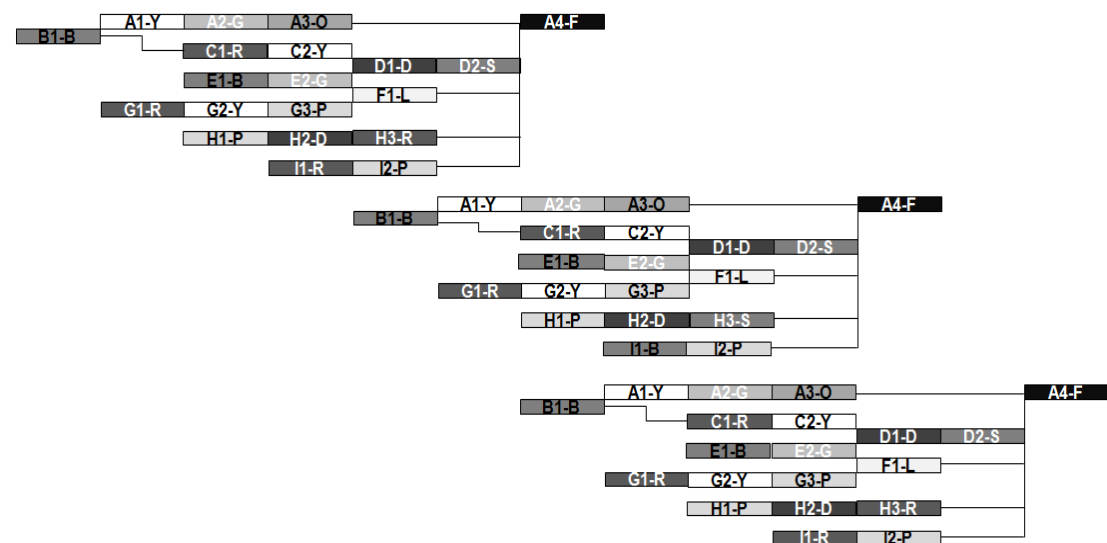 A1-Y A2-G A3-O A4-F
B1-B
C1-R C2-Y
D1-D D2-S
E1-B E2-G
F1-L
G1-R G2-Y G3-P
H1-P H2-D H3-R
I1-R I2-P
A1-Y A2-G A3-O A4-F
B1-B
C1-R C2-Y
D1-D D2-S
E1-B E2-G
F1-L
G1-R G2-Y G3-P
H1-P H2-D H3-S
I1-B I2-P
A1-Y A2-G A3-O A4-F
B1-B
C1-R C2-Y
D1-D D2-S
E1-B E2-G
F1-L
G1-R G2-Y G3-P
H1-P H2-D H3-R
I1-R I2-P